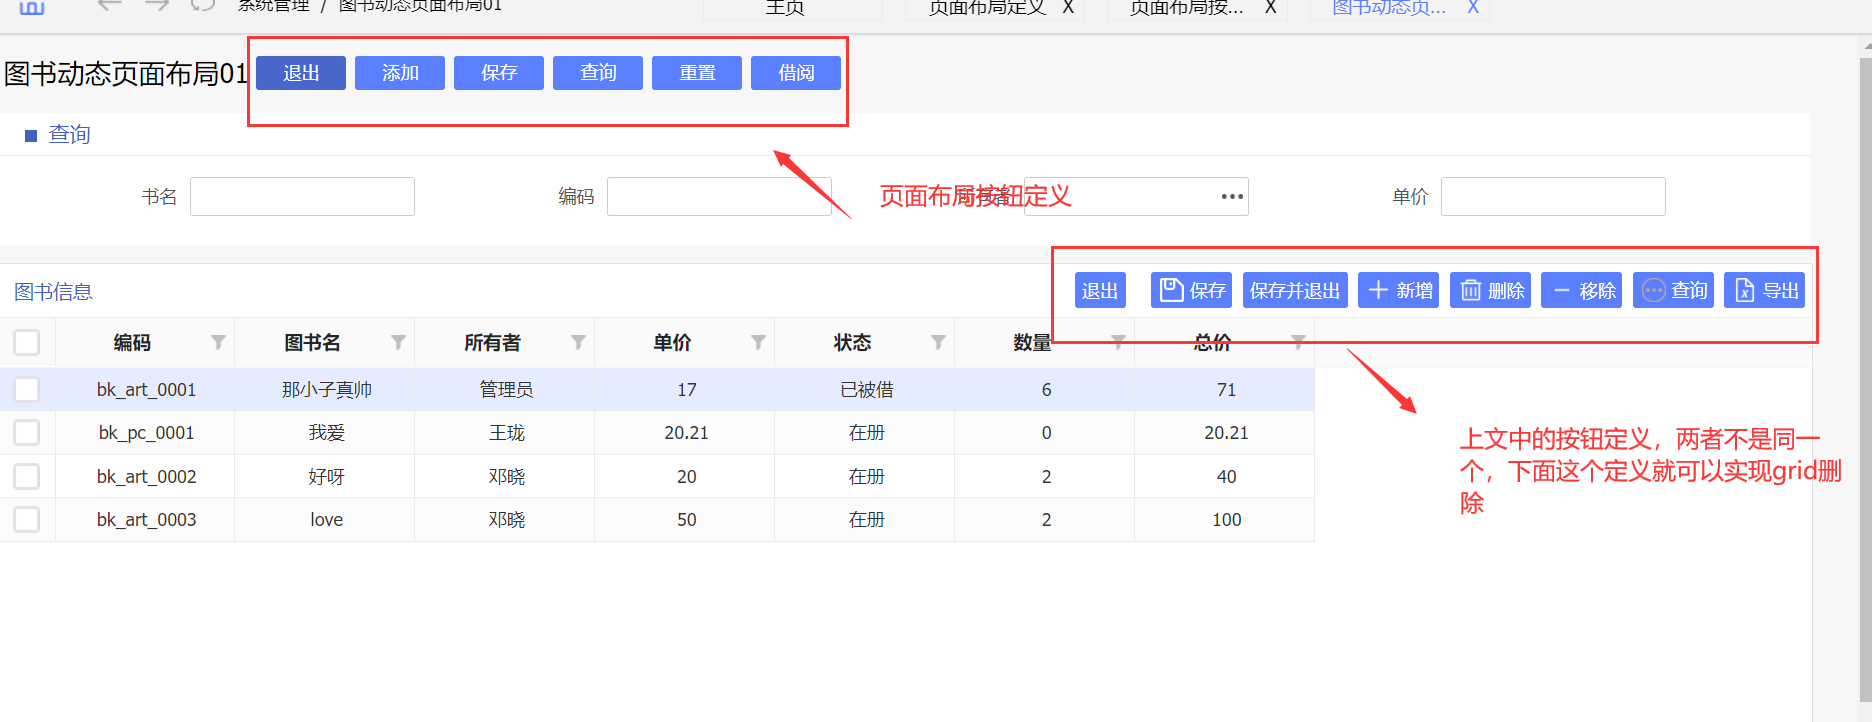 系统管理 / 图书动态页面布局01
主页
页面布局定义 X
页面布局按... X
图书动态页... X
图书动态页面布局01
退出 添加 保存 查询 重置 借阅
查询
书名
编码
单价
页面布局按钮定义
图书信息
退出 保存 保存并退出 新增 删除 移除 查询 导出
编码 图书名 所有者 单价 状态 数量 总价
bk_art_0001 那小子真帅 管理员 17 已被借 6 71
bk_pc_0001 我爱 王珑 20.21 在册 0 20.21
bk_art_0002 好呀 邓晓 20 在册 2 40
bk_art_0003 love 邓晓 50 在册 2 100
上文中的按钮定义，两者不是同一
个，下面这个定义就可以实现grid删
除